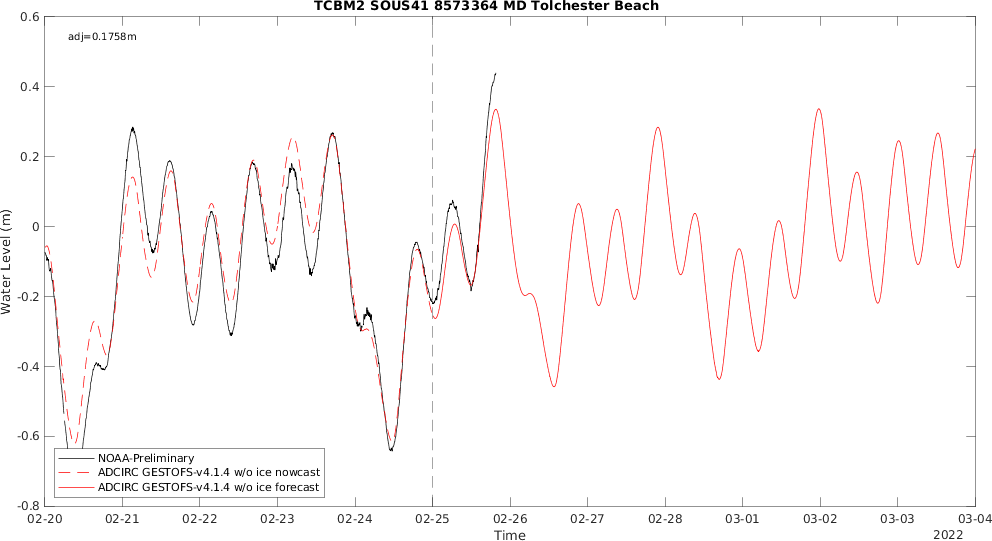 TCBM2 SOUS41 8573364 MD Tolchester Beach
adj=0.1758m
Water Level (m)
0.6
0.4
0.2
0
-0.2
-0.4
-0.6
-0.8
NOAA-Preliminary
ADCIRC GESTOFS-v4.1.4 w/o ice nowcast
ADCIRC GESTOFS-v4.1.4 w/o ice forecast
02-20 02-21 02-22 02-23 02-24 02-25 02-26 02-27 02-28 03-01 03-02 03-03 03-04
Time
2022